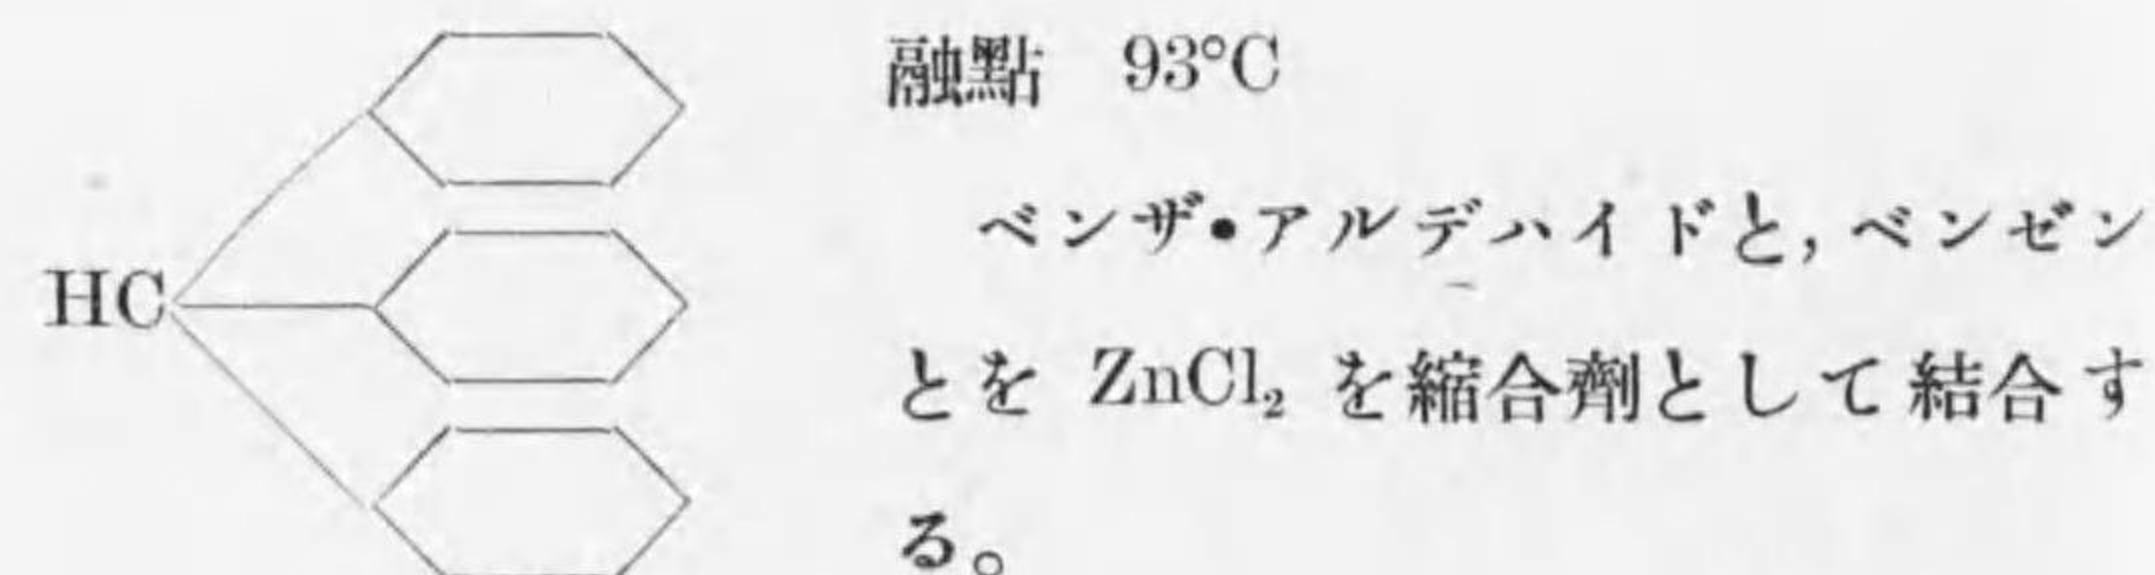 融點 93°C
ベンザ•アルデハイドと, ベンゼン
HC
とを ZnCl₂ を縮合劑として結合す
る。